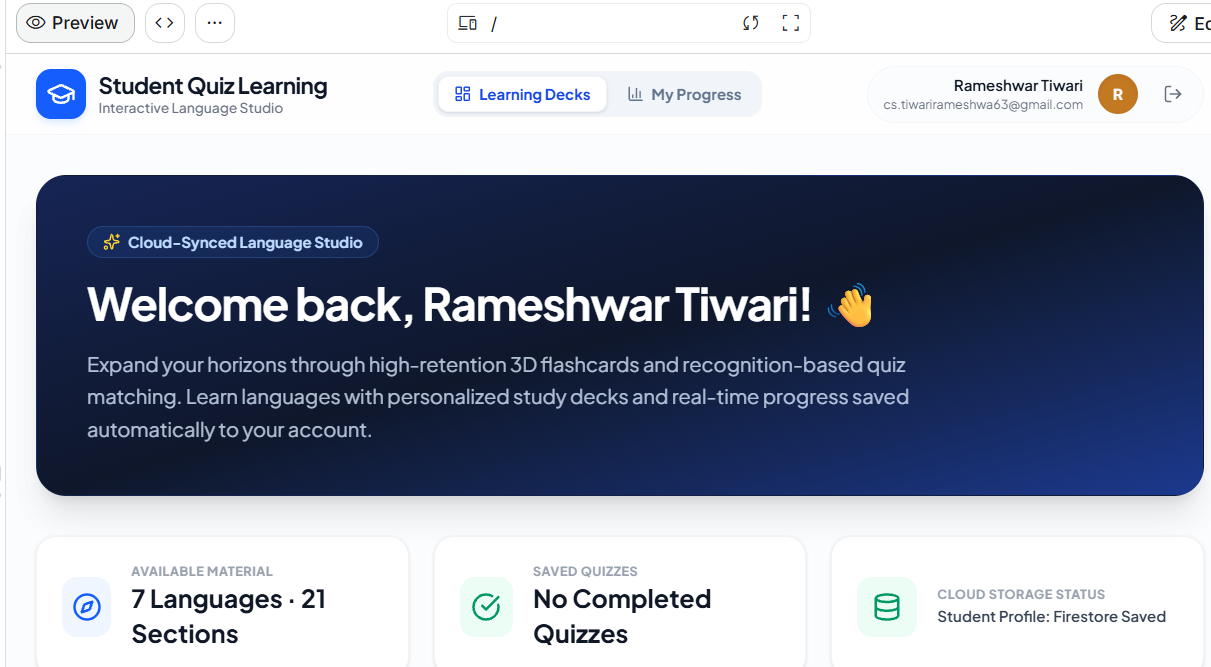 Preview
/
Student Quiz Learning
Interactive Language Studio
Learning Decks
My Progress
Rameshwar Tiwari
cs.tiwarirameshwa63@gmail.com
R
Cloud-Synced Language Studio
Welcome back, Rameshwar Tiwari! 👋
Expand your horizons through high-retention 3D flashcards and recognition-based quiz
matching. Learn languages with personalized study decks and real-time progress saved
automatically to your account.
AVAILABLE MATERIAL
7 Languages · 21
Sections
SAVED QUIZZES
No Completed
Quizzes
CLOUD STORAGE STATUS
Student Profile: Firestore Saved